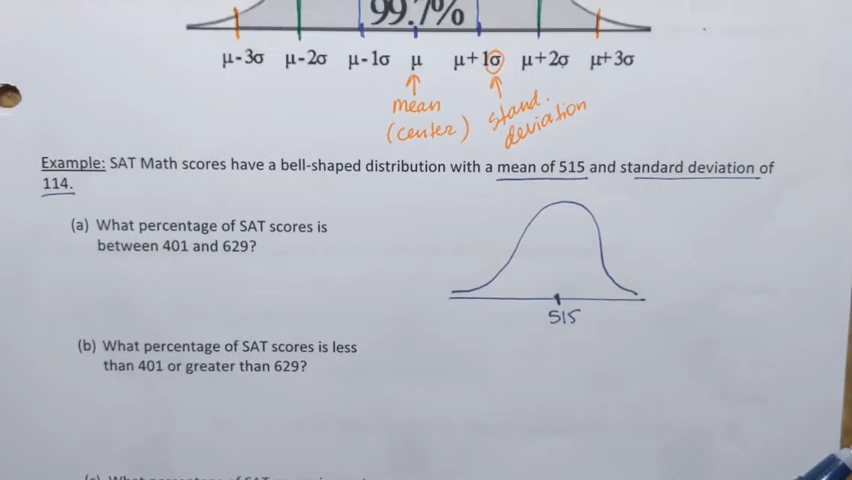 99.7%
μ-3σ μ-2σ μ-1σ μ μ+1σ μ+2σ μ+3σ
mean
(center)
stand.
deviation
Example: SAT Math scores have a bell-shaped distribution with a mean of 515 and standard deviation of
114.
(a) What percentage of SAT scores is
between 401 and 629?
515
(b) What percentage of SAT scores is less
than 401 or greater than 629?